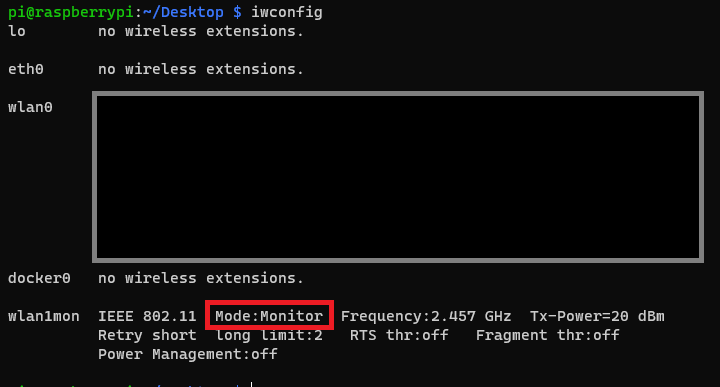 pi@raspberrypi:~/Desktop $ iwconfig
lo        no wireless extensions.
eth0      no wireless extensions.
wlan0
docker0   no wireless extensions.
wlan1mon  IEEE 802.11  Mode:Monitor  Frequency:2.457 GHz  Tx-Power=20 dBm
          Retry short  long limit:2   RTS thr:off   Fragment thr:off
          Power Management:off